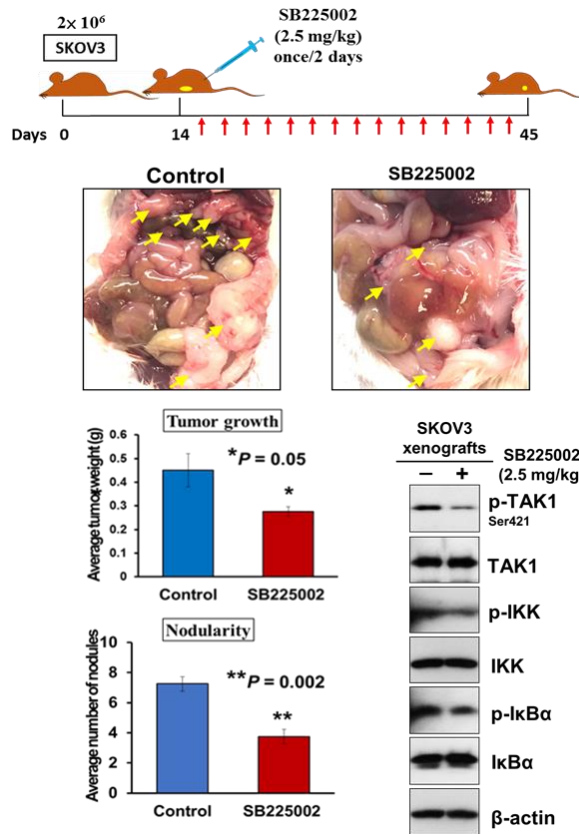 2× 10⁶
SKOV3
SB225002
(2.5 mg/kg)
once/2 days
Days 0 14 45
Control SB225002
Tumor growth
Average tumor weight (g)
0.6
0.5
0.4
0.3
0.2
0.1
0
*P = 0.05
*
Control SB225002
Nodularity
Average number of nodules
10
8
6
4
2
0
**P = 0.002
**
Control SB225002
SKOV3
xenografts
SB225002
(2.5 mg/kg
– +
p-TAK1
Ser421
TAK1
p-IKK
IKK
p-IκBα
IκBα
β-actin